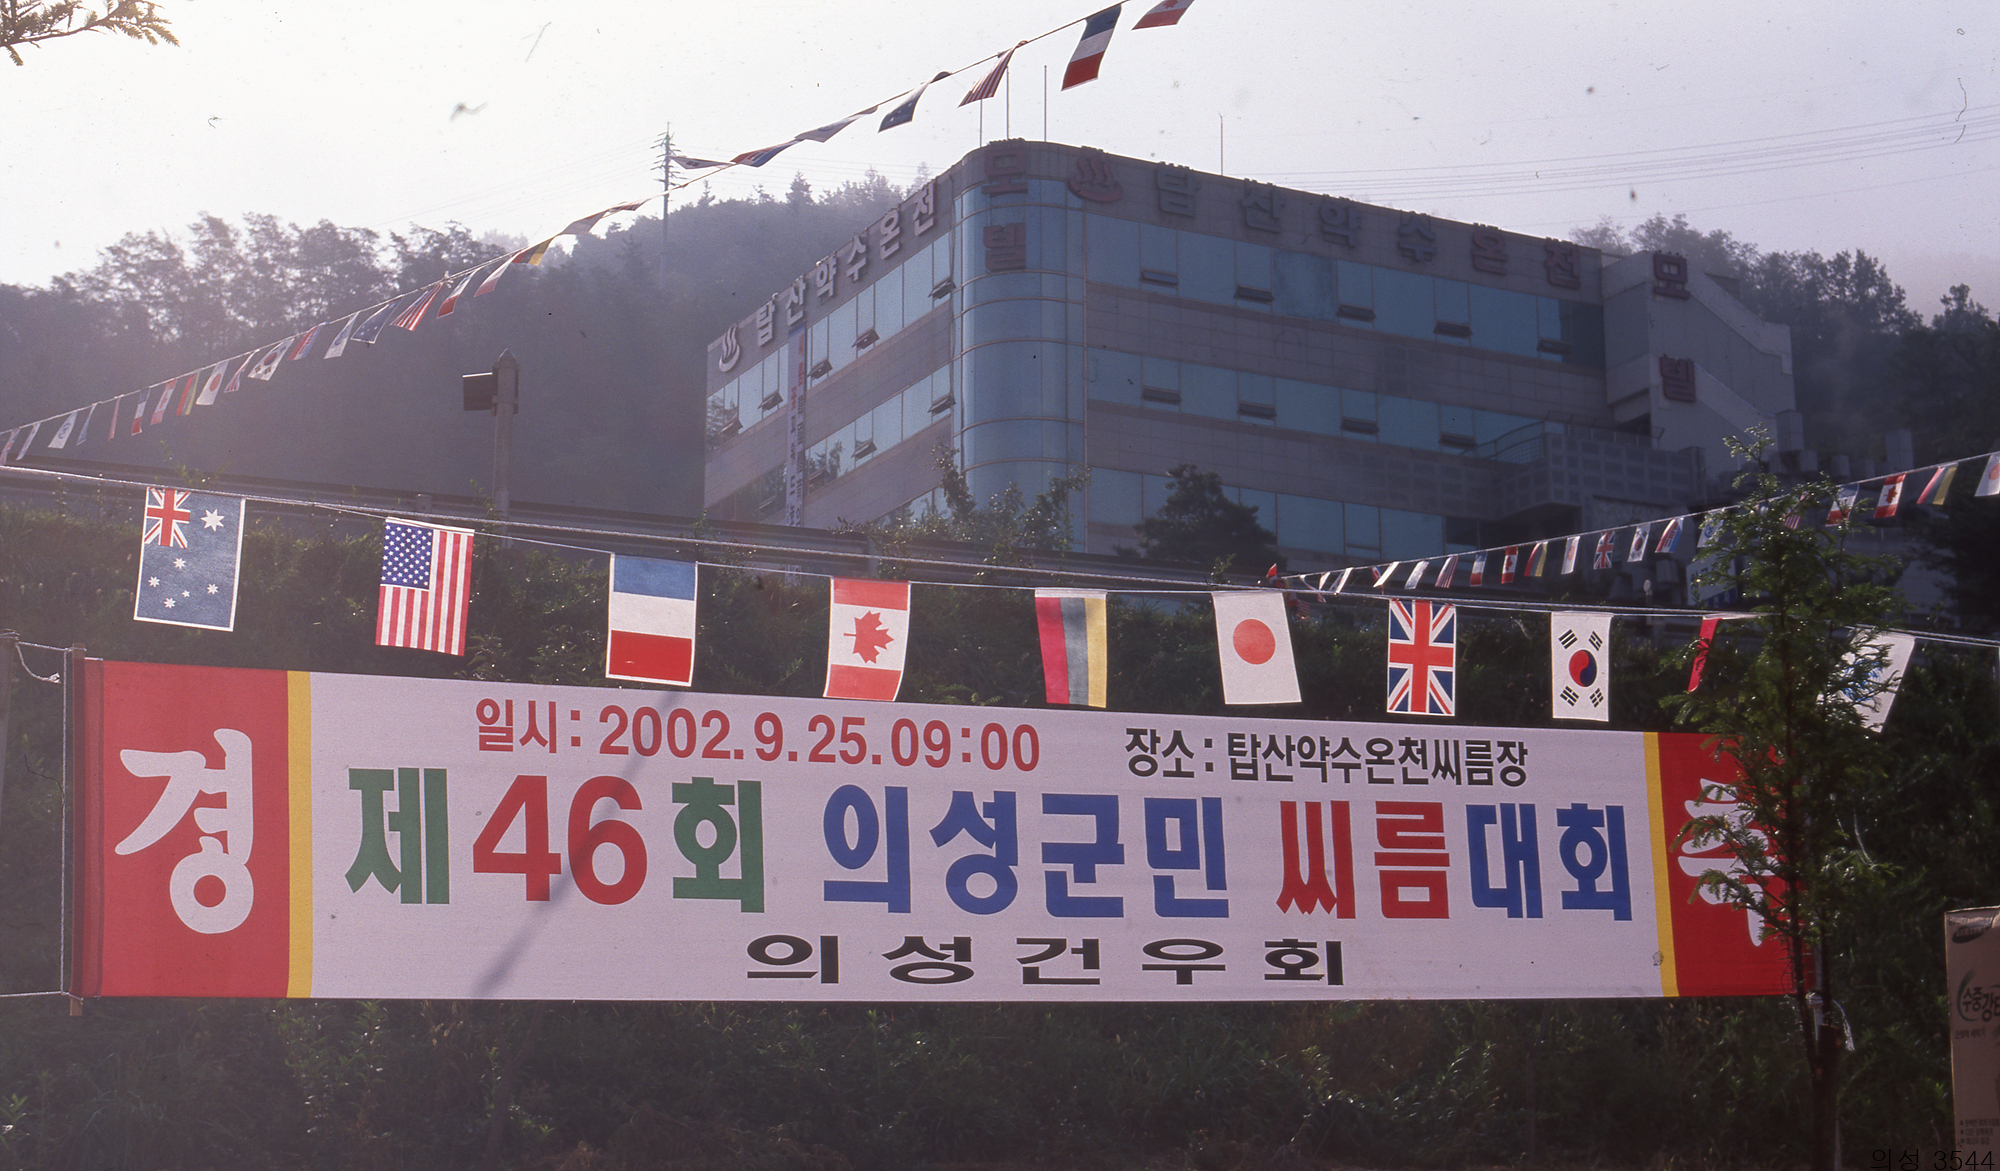 탑산약수온천
모텔
탑산약수온천
모텔
경 축
일시: 2002.9.25.09:00 장소: 탑산약수온천씨름장
제46회 의성군민 씨름대회
의성건우회
의성 3544